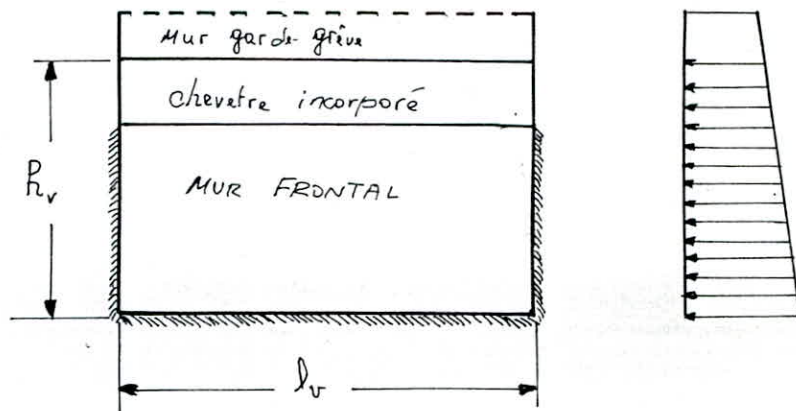 Mur garde-grève
chevetre incorporé
MUR FRONTAL
hv
lv